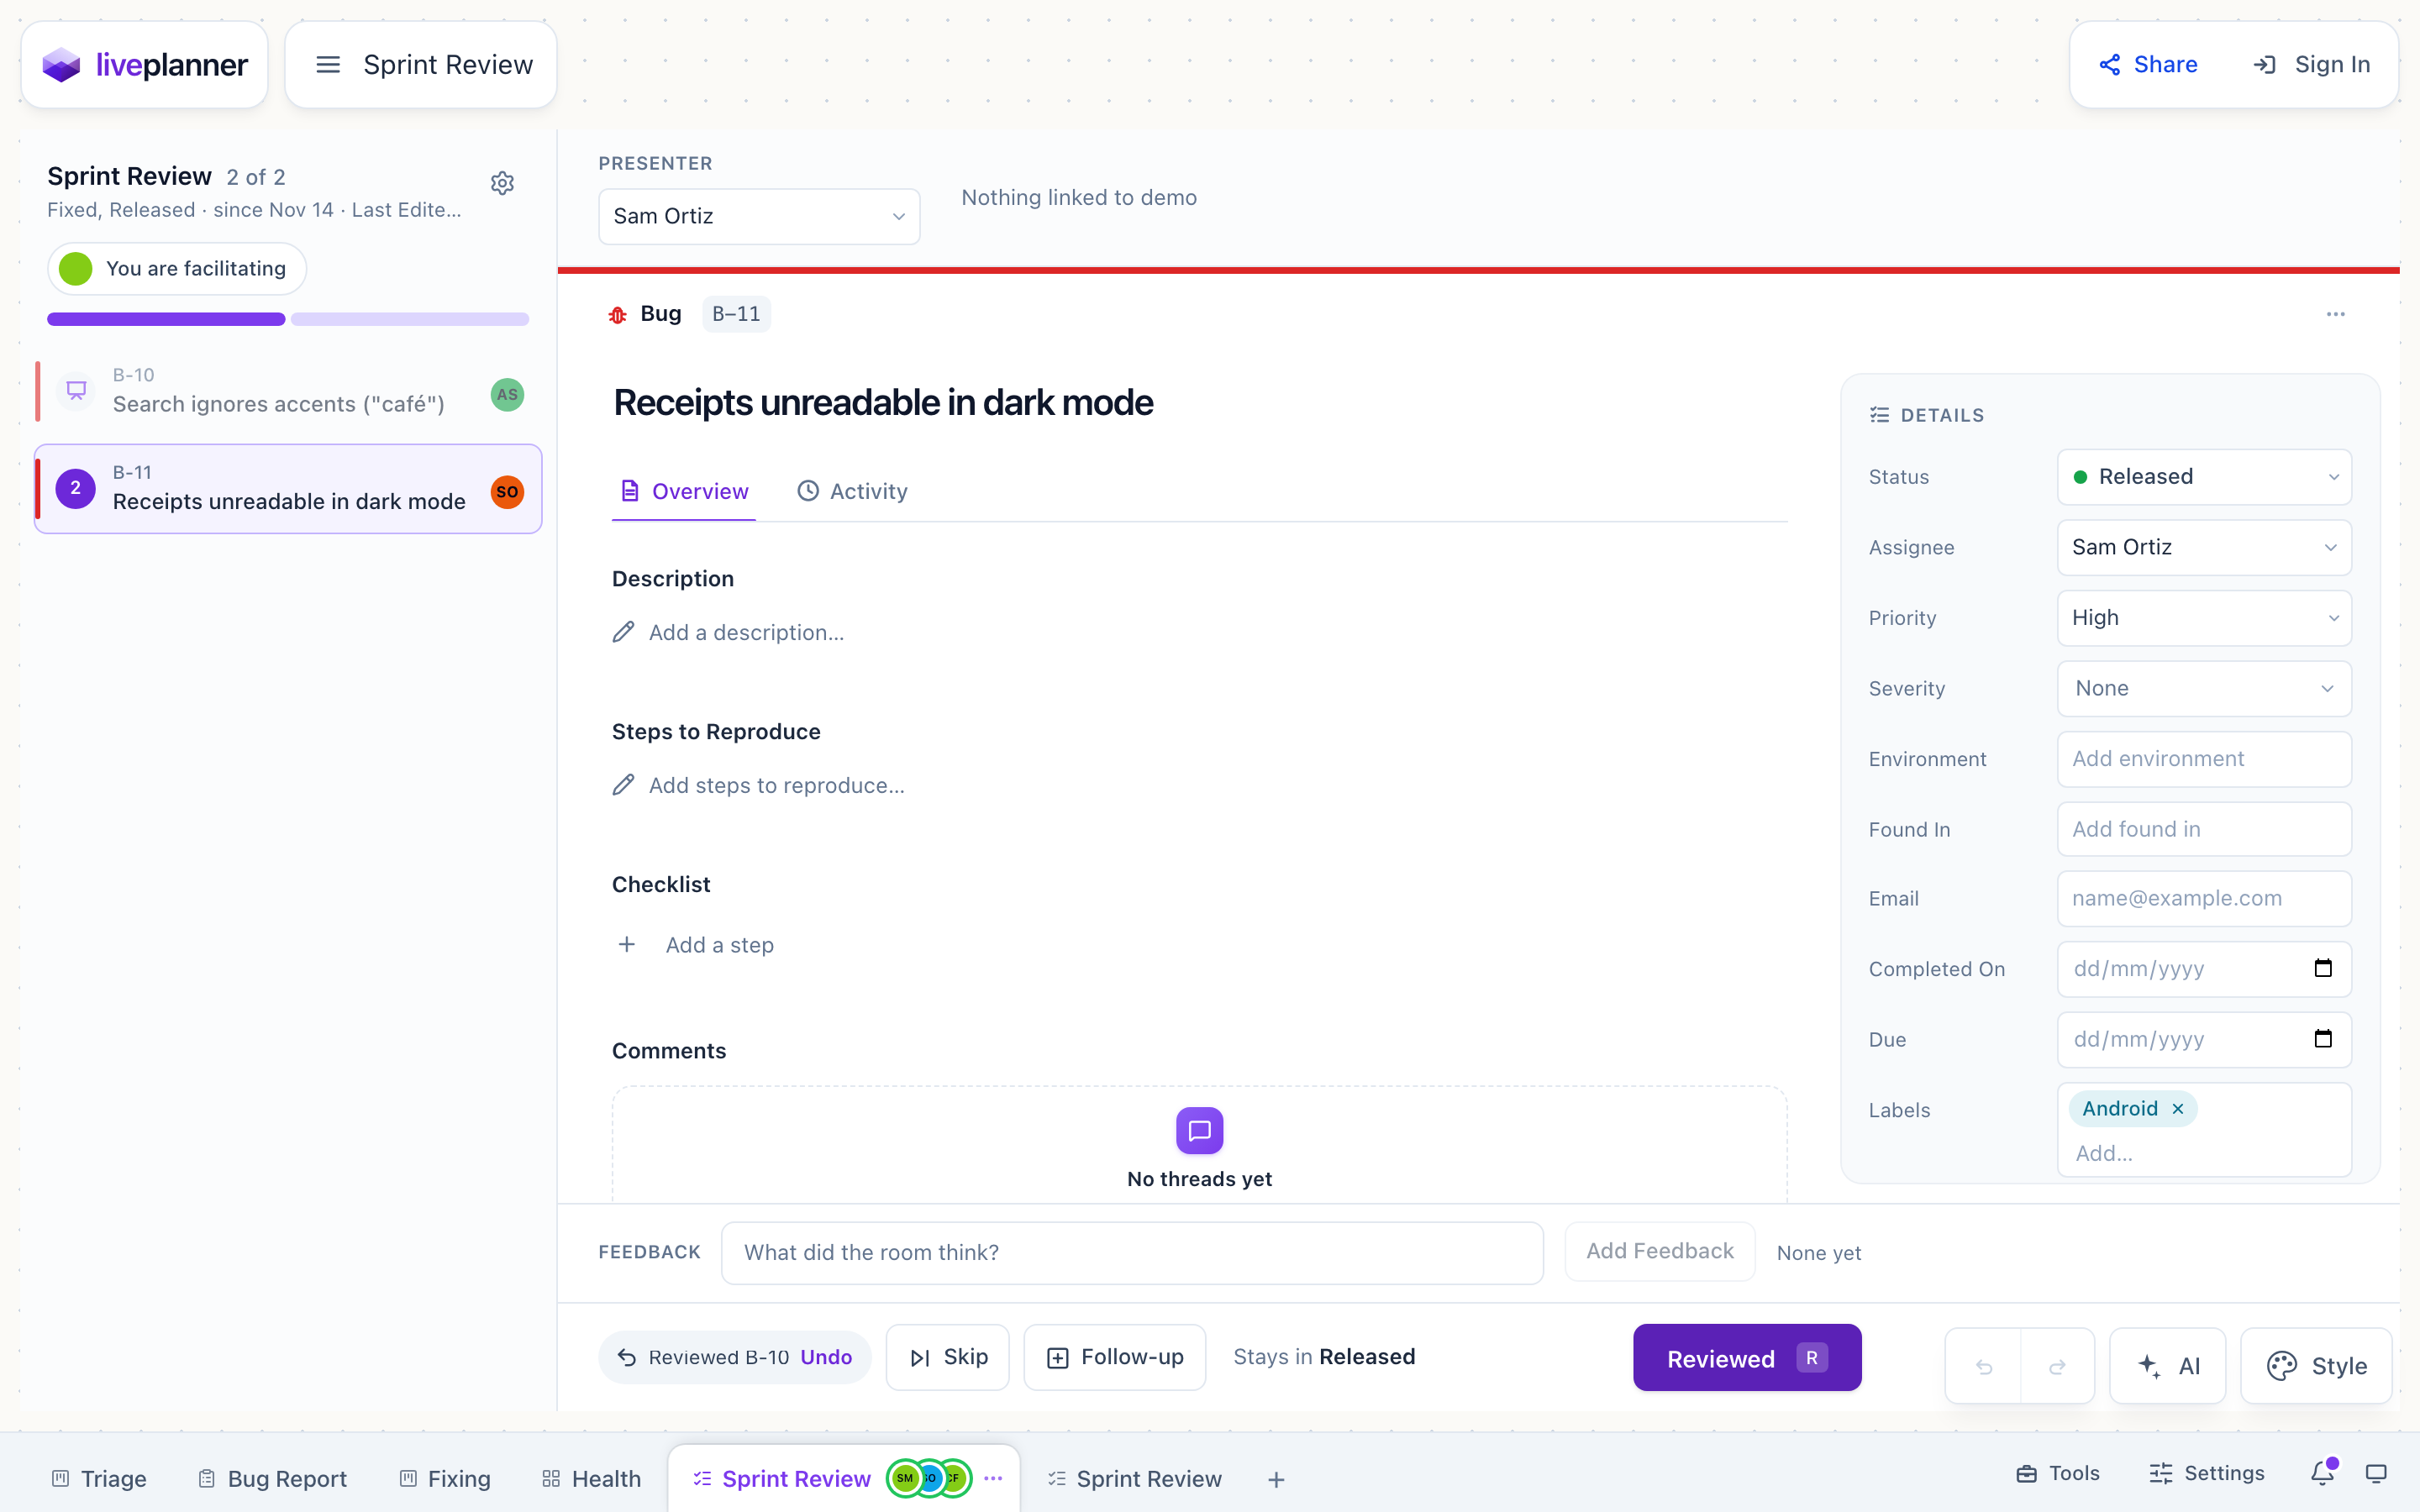 liveplanner
Sprint Review
Share
Sign In
Sprint Review 2 of 2
Fixed, Released · since Nov 14 · Last Edite...
You are facilitating
B-10
Search ignores accents ("café")
AS
2
B-11
Receipts unreadable in dark mode
SO
PRESENTER
Sam Ortiz
Nothing linked to demo
Bug
B–11
Receipts unreadable in dark mode
Overview
Activity
Description
Add a description...
Steps to Reproduce
Add steps to reproduce...
Checklist
Add a step
Comments
No threads yet
DETAILS
Status
Released
Assignee
Sam Ortiz
Priority
High
Severity
None
Environment
Add environment
Found In
Add found in
Email
name@example.com
Completed On
dd/mm/yyyy
Due
dd/mm/yyyy
Labels
Android
Add...
FEEDBACK
What did the room think?
Add Feedback
None yet
Reviewed B-10 Undo
Skip
Follow-up
Stays in Released
Reviewed R
AI
Style
Triage
Bug Report
Fixing
Health
Sprint Review
SM
SO
CF
Sprint Review
Tools
Settings